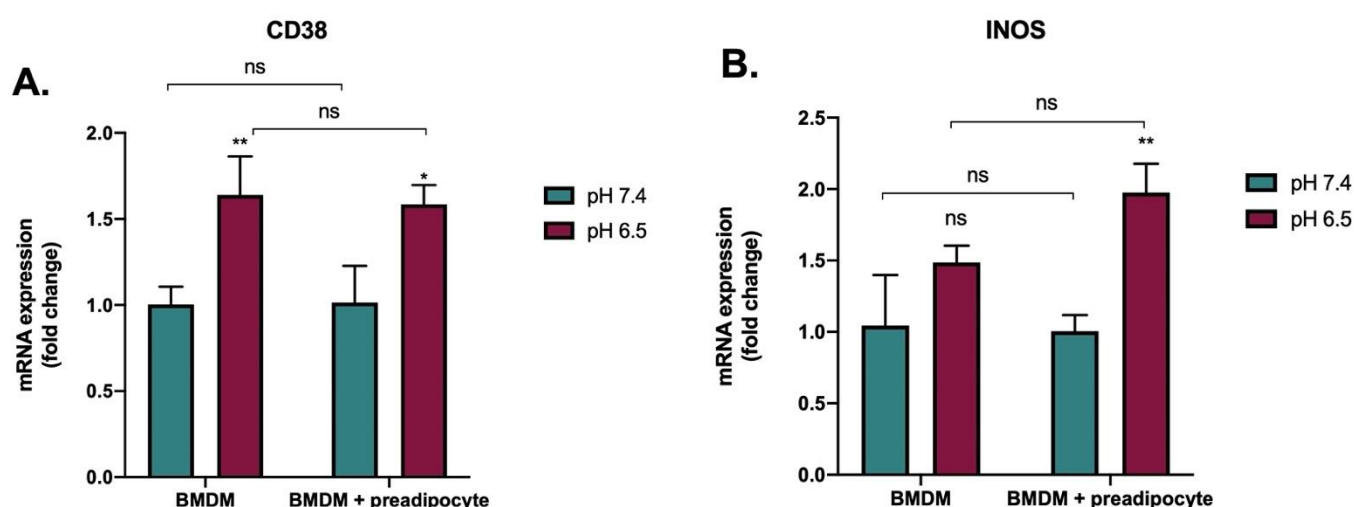 CD38
A.
ns
ns
**
*
2.0
1.5
1.0
0.5
0.0
mRNA expression
(fold change)
BMDM
BMDM + preadipocyte
pH 7.4
pH 6.5
INOS
B.
ns
**
ns
ns
2.5
2.0
1.5
1.0
0.5
0.0
mRNA expression
(fold change)
BMDM
BMDM + preadipocyte
pH 7.4
pH 6.5